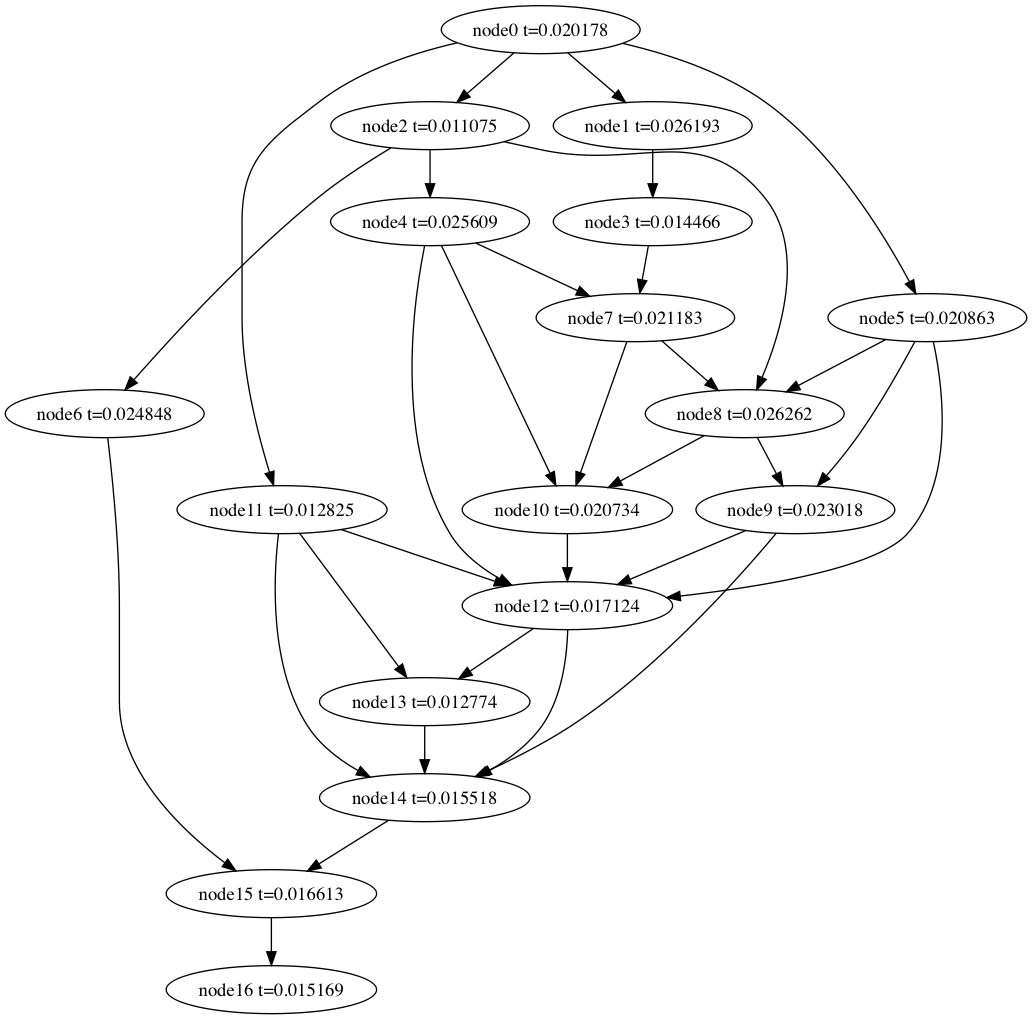 node0 t=0.020178
node2 t=0.011075
node1 t=0.026193
node4 t=0.025609
node3 t=0.014466
node7 t=0.021183
node5 t=0.020863
node6 t=0.024848
node8 t=0.026262
node11 t=0.012825
node10 t=0.020734
node9 t=0.023018
node12 t=0.017124
node13 t=0.012774
node14 t=0.015518
node15 t=0.016613
node16 t=0.015169